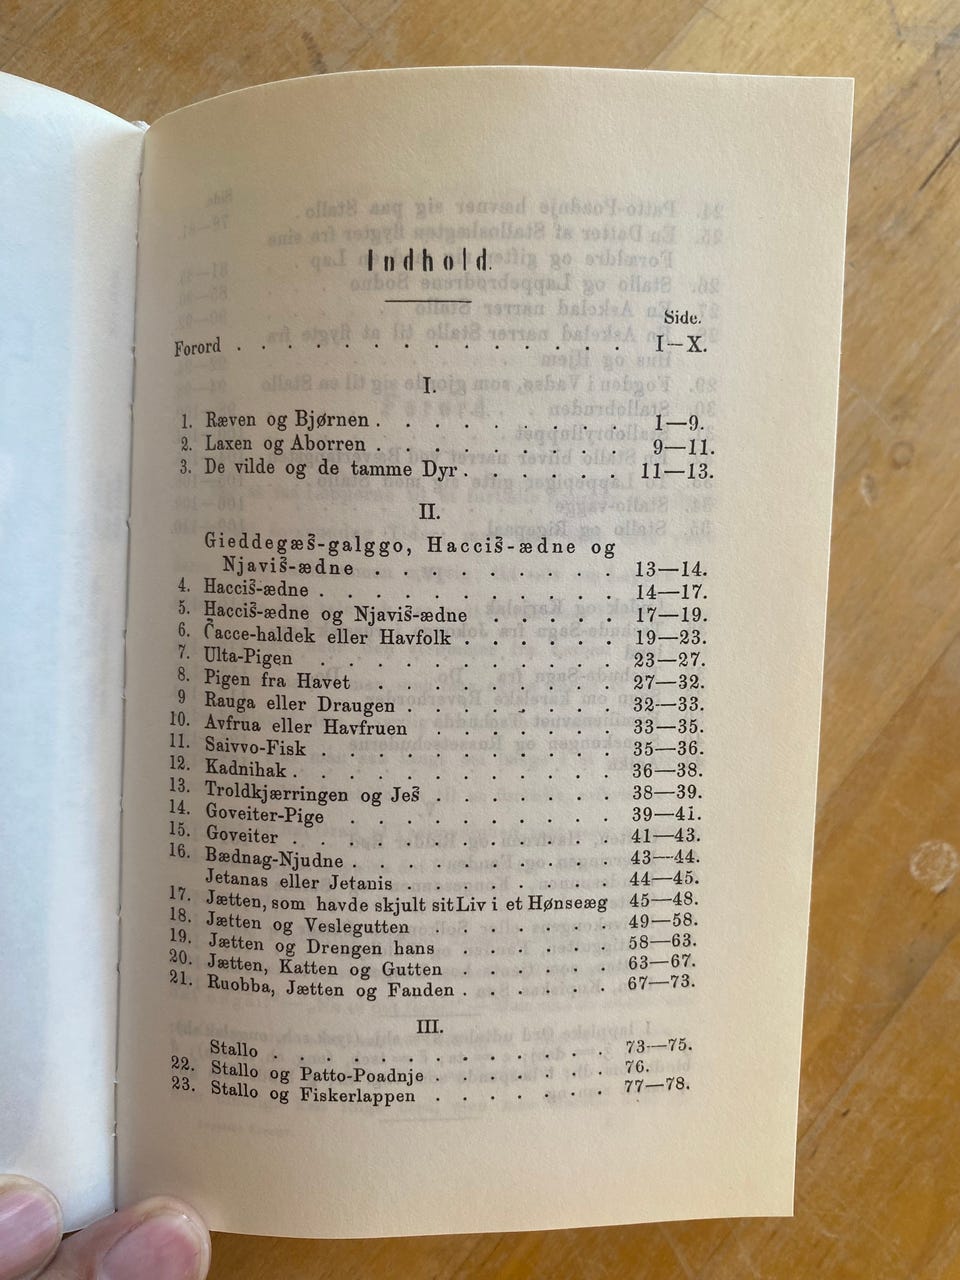 Indhold.
Side.
Forord . . . . . . . . . . . . . . I—X.
I.
1. Ræven og Bjørnen . . . . . . . . . 1—9.
2. Laxen og Aborren . . . . . . . . . 9—11.
3. De vilde og de tamme Dyr . . . . . . 11—13.
II.
Gieddegæš-galggo, Hacciš-ædne og
Njaviš-ædne . . . . . . . . . 13—14.
4. Hacciš-ædne . . . . . . . . . . . 14—17.
5. Hacciš-ædne og Njaviš-ædne . . . . . 17—19.
6. Čacce-haldek eller Havfolk . . . . . . 19—23.
7. Ulta-Pigen . . . . . . . . . . . 23—27.
8. Pigen fra Havet . . . . . . . . . 27—32.
9 Rauga eller Draugen . . . . . . . . 32—33.
10. Avfrua eller Havfruen . . . . . . . 33—35.
11. Saivvo-Fisk . . . . . . . . . . . 35—36.
12. Kadnihak . . . . . . . . . . . . 36—38.
13. Troldkjærringen og Ješ . . . . . . . 38—39.
14. Goveiter-Pige . . . . . . . . . . 39—41.
15. Goveiter . . . . . . . . . . . . 41—43.
16. Bædnag-Njudne . . . . . . . . . . 43—44.
Jetanas eller Jetanis . . . . . . . . 44—45.
17. Jætten, som havde skjult sit Liv i et Hønseæg 45—48.
18. Jætten og Veslegutten . . . . . . . 49—58.
19. Jætten og Drengen hans . . . . . . 58—63.
20. Jætten, Katten og Gutten . . . . . . 63—67.
21. Ruobba, Jætten og Fanden . . . . . . 67—73.
III.
Stallo . . . . . . . . . . . . . 73—75.
22. Stallo og Patto-Poadnje . . . . . . . 76.
23. Stallo og Fiskerlappen . . . . . . . 77—78.